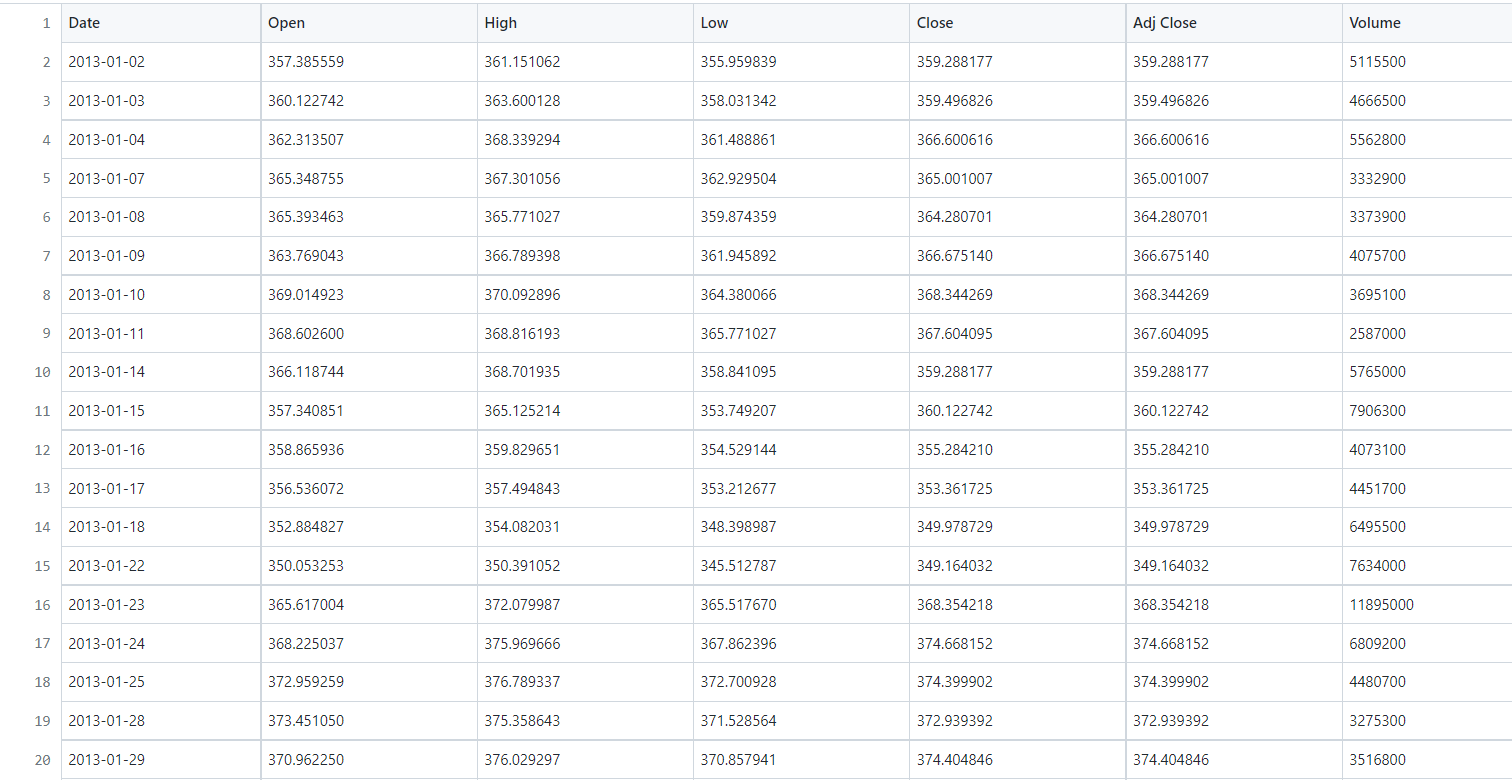 1 Date Open High Low Close Adj Close Volume
2 2013-01-02 357.385559 361.151062 355.959839 359.288177 359.288177 5115500
3 2013-01-03 360.122742 363.600128 358.031342 359.496826 359.496826 4666500
4 2013-01-04 362.313507 368.339294 361.488861 366.600616 366.600616 5562800
5 2013-01-07 365.348755 367.301056 362.929504 365.001007 365.001007 3332900
6 2013-01-08 365.393463 365.771027 359.874359 364.280701 364.280701 3373900
7 2013-01-09 363.769043 366.789398 361.945892 366.675140 366.675140 4075700
8 2013-01-10 369.014923 370.092896 364.380066 368.344269 368.344269 3695100
9 2013-01-11 368.602600 368.816193 365.771027 367.604095 367.604095 2587000
10 2013-01-14 366.118744 368.701935 358.841095 359.288177 359.288177 5765000
11 2013-01-15 357.340851 365.125214 353.749207 360.122742 360.122742 7906300
12 2013-01-16 358.865936 359.829651 354.529144 355.284210 355.284210 4073100
13 2013-01-17 356.536072 357.494843 353.212677 353.361725 353.361725 4451700
14 2013-01-18 352.884827 354.082031 348.398987 349.978729 349.978729 6495500
15 2013-01-22 350.053253 350.391052 345.512787 349.164032 349.164032 7634000
16 2013-01-23 365.617004 372.079987 365.517670 368.354218 368.354218 11895000
17 2013-01-24 368.225037 375.969666 367.862396 374.668152 374.668152 6809200
18 2013-01-25 372.959259 376.789337 372.700928 374.399902 374.399902 4480700
19 2013-01-28 373.451050 375.358643 371.528564 372.939392 372.939392 3275300
20 2013-01-29 370.962250 376.029297 370.857941 374.404846 374.404846 3516800